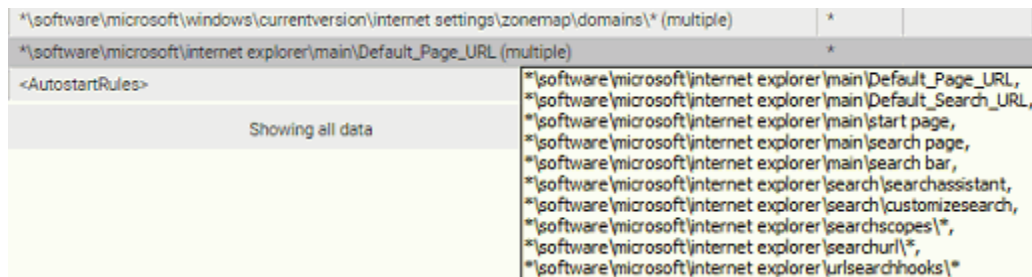 *\software\microsoft\windows\currentversion\internet settings\zonemap\domains\* (multiple) *
*\software\microsoft\internet explorer\main\Default_Page_URL (multiple) *
<AutostartRules>
Showing all data
*\software\microsoft\internet explorer\main\Default_Page_URL,
*\software\microsoft\internet explorer\main\Default_Search_URL,
*\software\microsoft\internet explorer\main\start page,
*\software\microsoft\internet explorer\main\search page,
*\software\microsoft\internet explorer\main\search bar,
*\software\microsoft\internet explorer\search\searchassistant,
*\software\microsoft\internet explorer\search\customizesearch,
*\software\microsoft\internet explorer\searchscopes\*,
*\software\microsoft\internet explorer\searchurl\*,
*\software\microsoft\internet explorer\urlsearchhooks\*